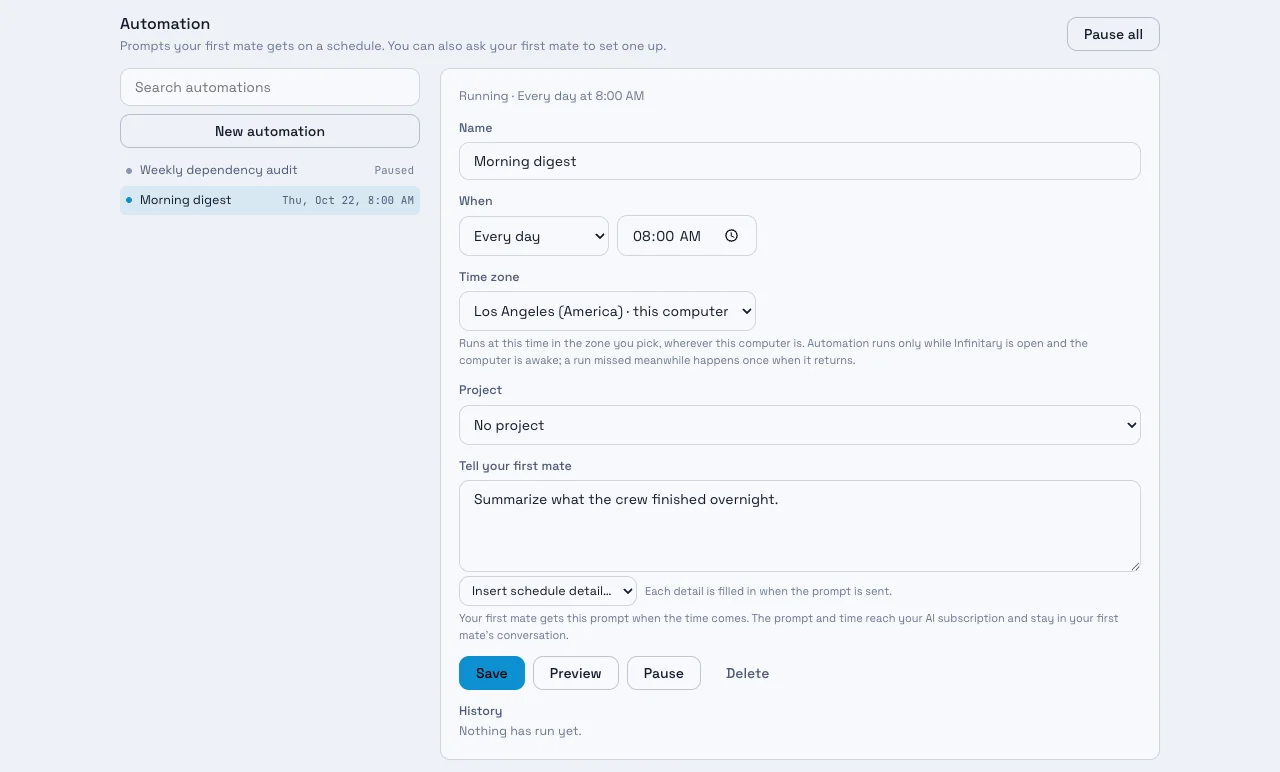 Automation
Prompts your first mate gets on a schedule. You can also ask your first mate to set one up.
Pause all
Search automations
New automation
Weekly dependency audit Paused
Morning digest Thu, Oct 22, 8:00 AM
Running · Every day at 8:00 AM
Name
Morning digest
When
Every day 08:00 AM
Time zone
Los Angeles (America) · this computer
Runs at this time in the zone you pick, wherever this computer is. Automation runs only while Infinitary is open and the
computer is awake; a run missed meanwhile happens once when it returns.
Project
No project
Tell your first mate
Summarize what the crew finished overnight.
Insert schedule detail... Each detail is filled in when the prompt is sent.
Your first mate gets this prompt when the time comes. The prompt and time reach your AI subscription and stay in your first
mate's conversation.
Save Preview Pause Delete
History
Nothing has run yet.